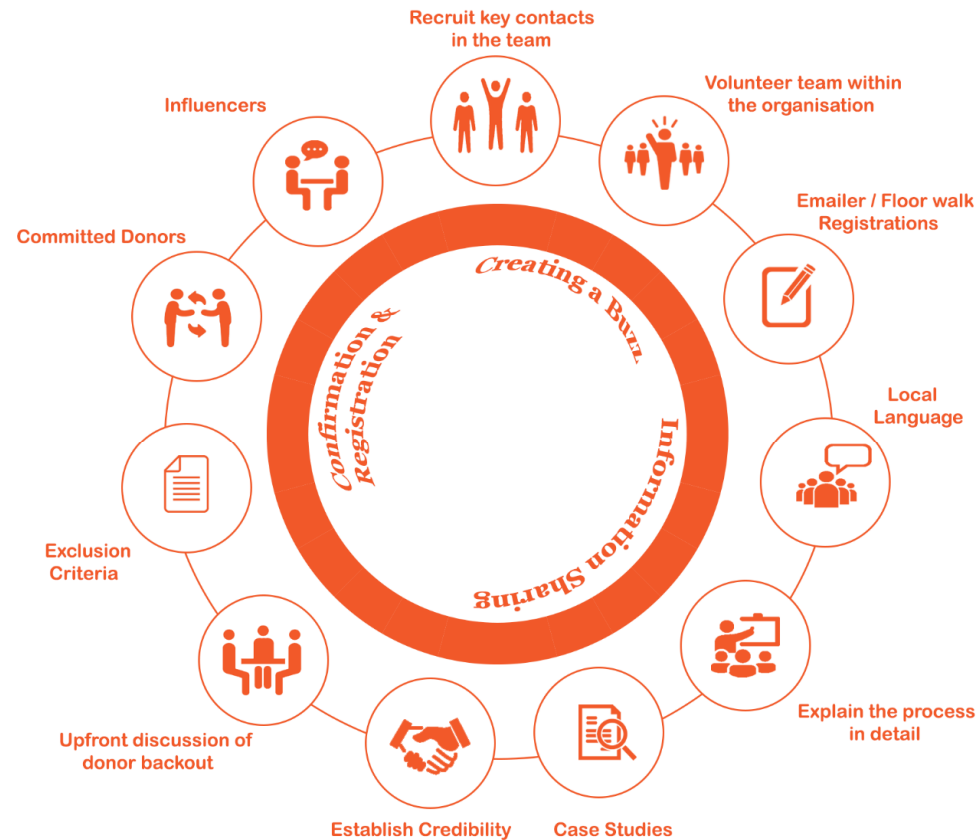 Recruit key contacts
in the team
Volunteer team within
the organisation
Emailer / Floor walk
Registrations
Local
Language
Explain the process
in detail
Case Studies
Establish Credibility
Upfront discussion of
donor backout
Exclusion
Criteria
Committed Donors
Influencers
Creating a Buzz
Information Sharing
Confirmation &
Registration